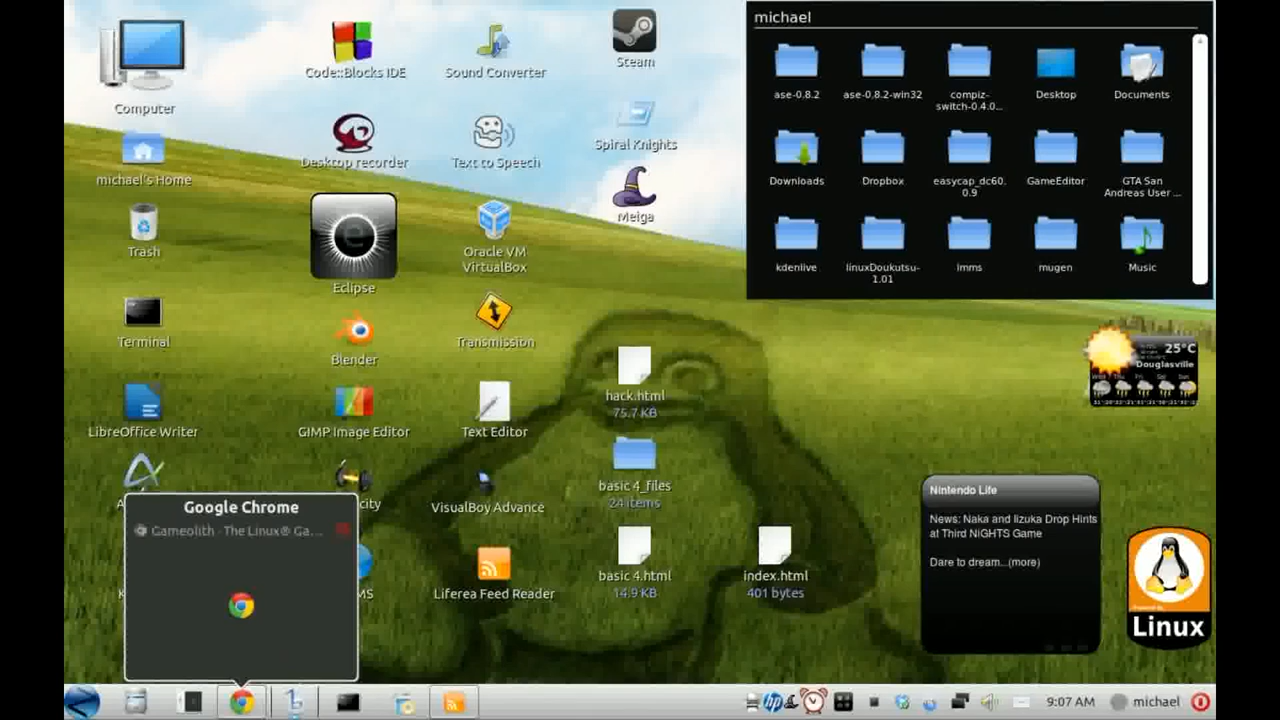 Computer
michael's Home
Trash
Terminal
LibreOffice Writer
Code::Blocks IDE
Desktop recorder
Eclipse
Blender
GIMP Image Editor
Sound Converter
Text to Speech
Oracle VM
VirtualBox
Transmission
Text Editor
VisualBoy Advance
Liferea Feed Reader
Steam
Spiral Knights
Meiga
hack.html
75.7 KB
basic 4_files
24 items
basic 4.html
14.9 KB
index.html
401 bytes
michael
ase-0.8.2
ase-0.8.2-win32
compiz-
switch-0.4.0...
Desktop
Documents
Downloads
Dropbox
easycap_dc60.
0.9
GameEditor
GTA San
Andreas User ...
kdenlive
linuxDoukutsu-
1.01
imms
mugen
Music
25°C
Douglasville
Nintendo Life
News: Naka and Iizuka Drop Hints
at Third NiGHTS Game
Dare to dream...(more)
Linux
Google Chrome
Gameolith - The Linux® Ga...
9:07 AM
michael